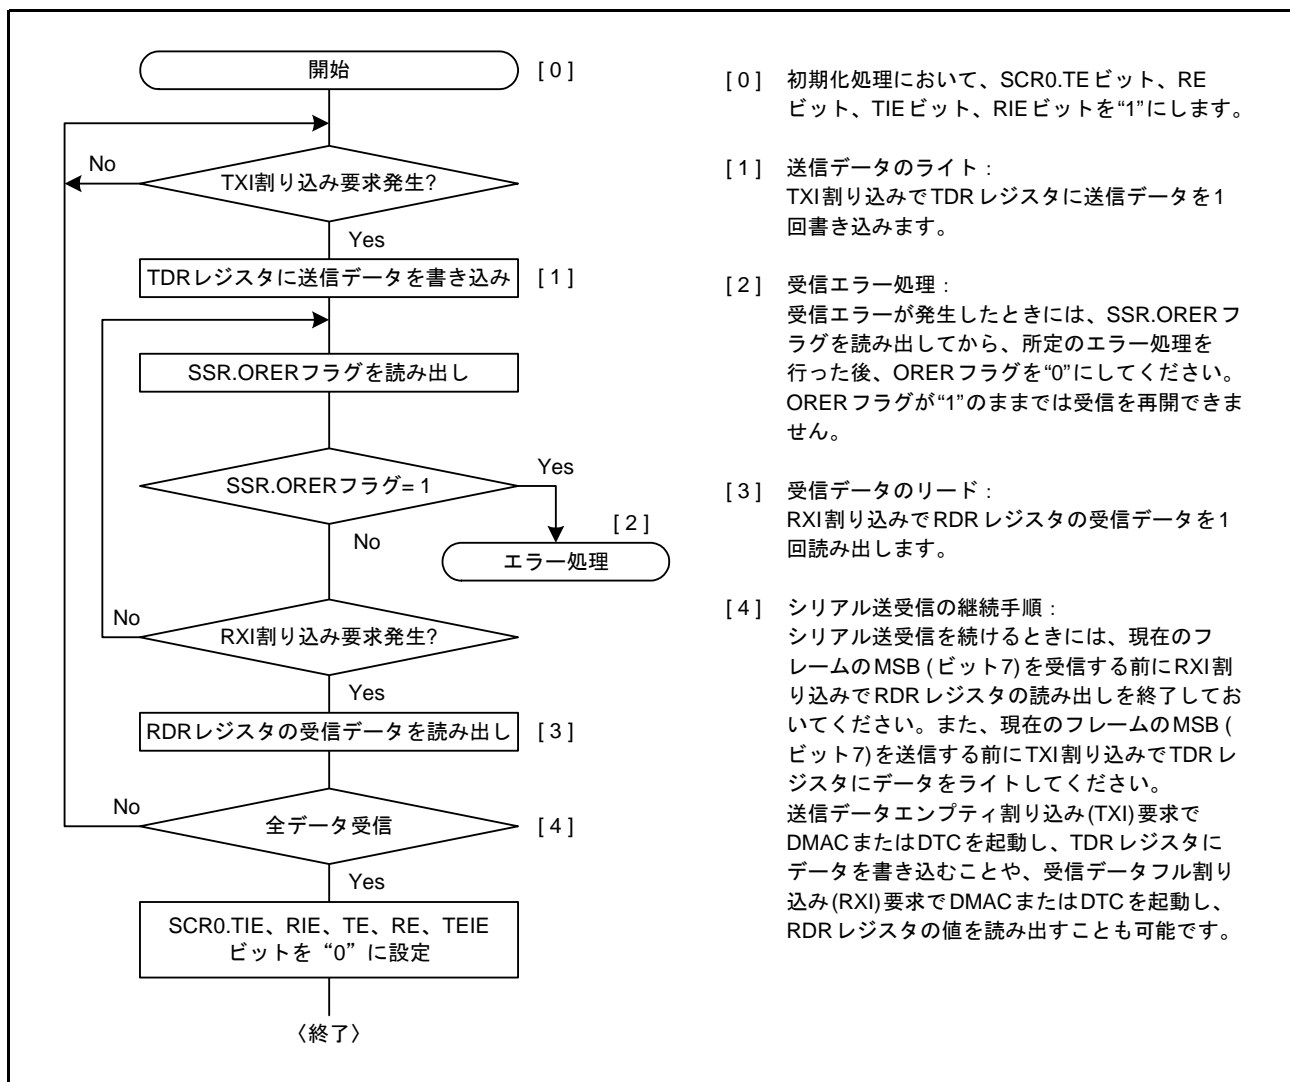 開始
[ 0 ]
No
TXI割り込み要求発生?
Yes
TDRレジスタに送信データを書き込み
[ 1 ]
SSR.ORERフラグを読み出し
SSR.ORERフラグ= 1
Yes
[ 2 ]
No
エラー処理
No
RXI割り込み要求発生?
Yes
RDRレジスタの受信データを読み出し
[ 3 ]
No
全データ受信
[ 4 ]
Yes
SCR0.TIE、RIE、TE、RE、TEIE
ビットを“0”に設定
〈終了〉
[ 0 ] 初期化処理において、SCR0.TEビット、RE
ビット、TIEビット、RIEビットを“1”にします。
[ 1 ] 送信データのライト：
TXI割り込みでTDRレジスタに送信データを1
回書き込みます。
[ 2 ] 受信エラー処理：
受信エラーが発生したときには、SSR.ORERフ
ラグを読み出してから、所定のエラー処理を
行った後、ORERフラグを“0”にしてください。
ORERフラグが“1”のままでは受信を再開できま
せん。
[ 3 ] 受信データのリード：
RXI割り込みでRDRレジスタの受信データを1
回読み出します。
[ 4 ] シリアル送受信の継続手順：
シリアル送受信を続けるときには、現在のフ
レームのMSB (ビット7)を受信する前にRXI割
り込みでRDRレジスタの読み出しを終了してお
いてください。また、現在のフレームのMSB (
ビット7)を送信する前にTXI割り込みでTDRレ
ジスタにデータをライトしてください。
送信データエンプティ割り込み(TXI)要求で
DMACまたはDTCを起動し、TDRレジスタに
データを書き込むことや、受信データフル割り
込み(RXI)要求でDMACまたはDTCを起動し、
RDRレジスタの値を読み出すことも可能です。